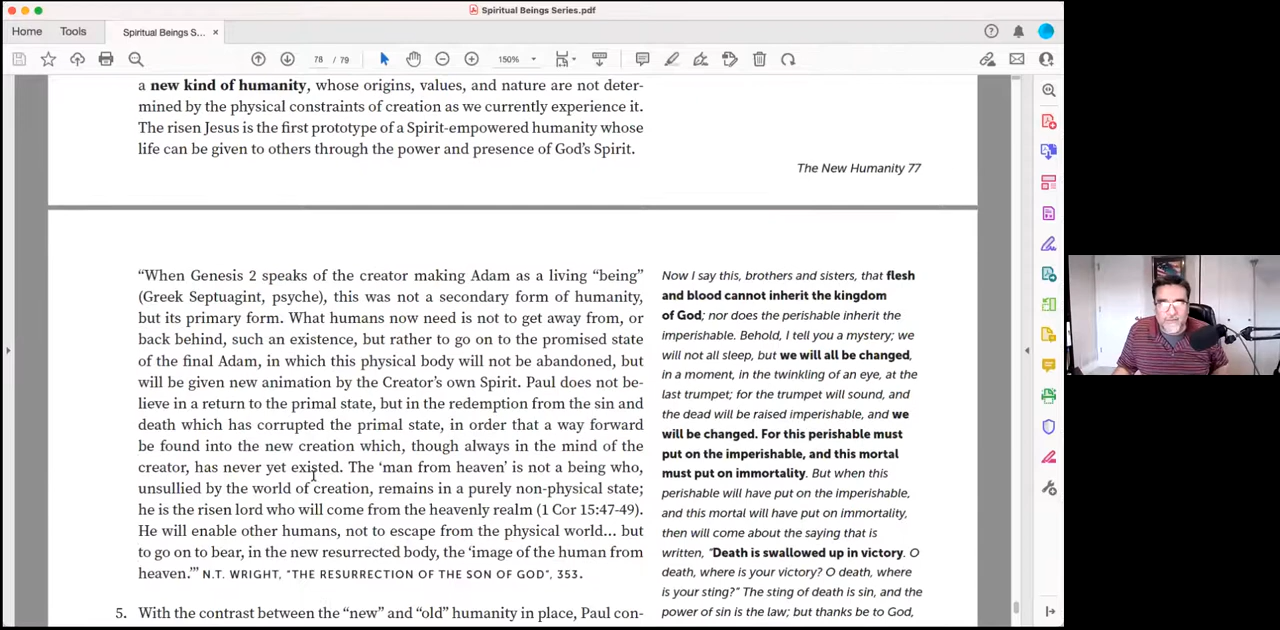 Spiritual Beings Series.pdf
Home
Tools
Spiritual Beings S... ×
78 / 79
150%
a new kind of humanity, whose origins, values, and nature are not deter-
mined by the physical constraints of creation as we currently experience it.
The risen Jesus is the first prototype of a Spirit-empowered humanity whose
life can be given to others through the power and presence of God's Spirit.
The New Humanity 77
“When Genesis 2 speaks of the creator making Adam as a living “being”
(Greek Septuagint, psyche), this was not a secondary form of humanity,
but its primary form. What humans now need is not to get away from, or
back behind, such an existence, but rather to go on to the promised state
of the final Adam, in which this physical body will not be abandoned, but
will be given new animation by the Creator's own Spirit. Paul does not be-
lieve in a return to the primal state, but in the redemption from the sin and
death which has corrupted the primal state, in order that a way forward
be found into the new creation which, though always in the mind of the
creator, has never yet existed. The ‘man from heaven’ is not a being who,
unsullied by the world of creation, remains in a purely non-physical state;
he is the risen lord who will come from the heavenly realm (1 Cor 15:47-49).
He will enable other humans, not to escape from the physical world... but
to go on to bear, in the new resurrected body, the ‘image of the human from
heaven.’” N.T. WRIGHT, "THE RESURRECTION OF THE SON OF GOD", 353.
5. With the contrast between the “new” and “old” humanity in place, Paul con-
Now I say this, brothers and sisters, that flesh
and blood cannot inherit the kingdom
of God; nor does the perishable inherit the
imperishable. Behold, I tell you a mystery; we
will not all sleep, but we will all be changed,
in a moment, in the twinkling of an eye, at the
last trumpet; for the trumpet will sound, and
the dead will be raised imperishable, and we
will be changed. For this perishable must
put on the imperishable, and this mortal
must put on immortality. But when this
perishable will have put on the imperishable,
and this mortal will have put on immortality,
then will come about the saying that is
written, “Death is swallowed up in victory. O
death, where is your victory? O death, where
is your sting?” The sting of death is sin, and the
power of sin is the law; but thanks be to God,